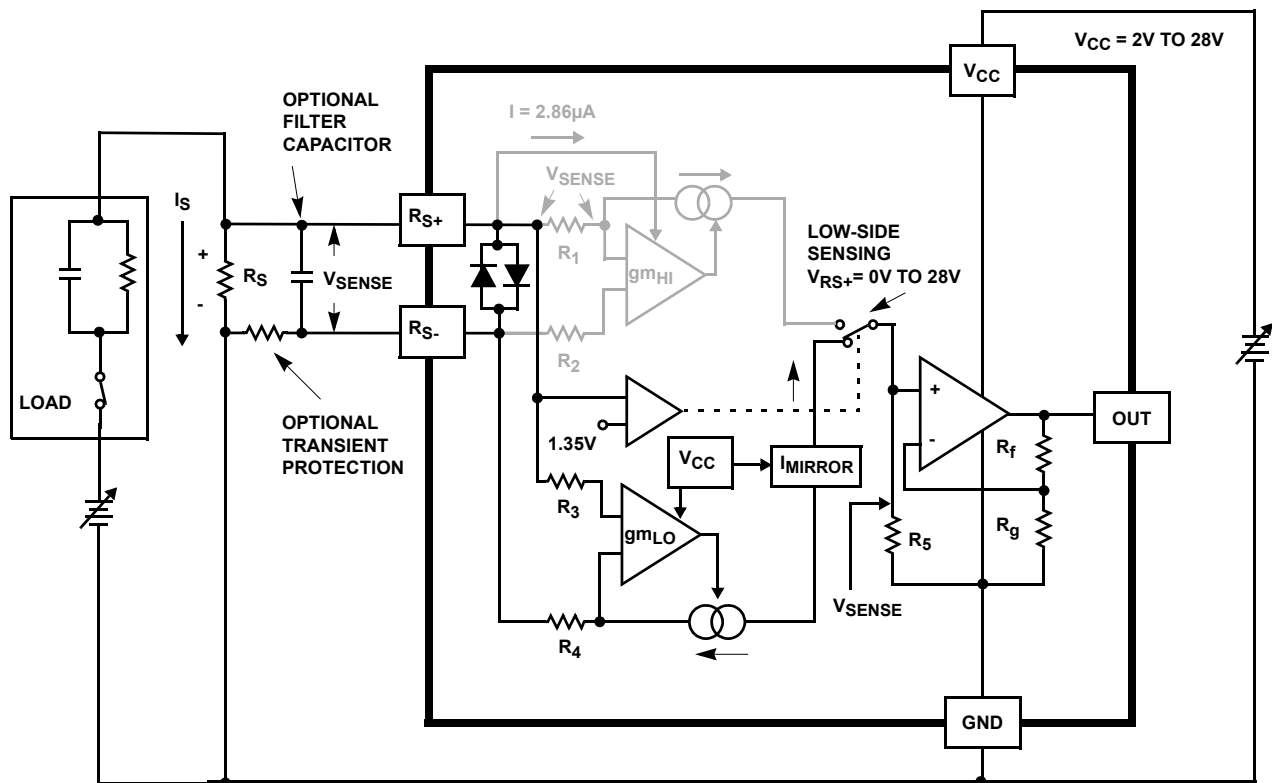 VCC = 2V TO 28V
VCC
OPTIONAL
FILTER
CAPACITOR
I = 2.86µA
VSENSE
IS
RS+
+
RS
-
VSENSE
R1
gmHI
LOW-SIDE
SENSING
VRS+= 0V TO 28V
RS-
R2
LOAD
OPTIONAL
TRANSIENT
PROTECTION
1.35V
VCC
IMIRROR
+
-
OUT
Rf
R3
gmLO
R5
Rg
VSENSE
R4
GND